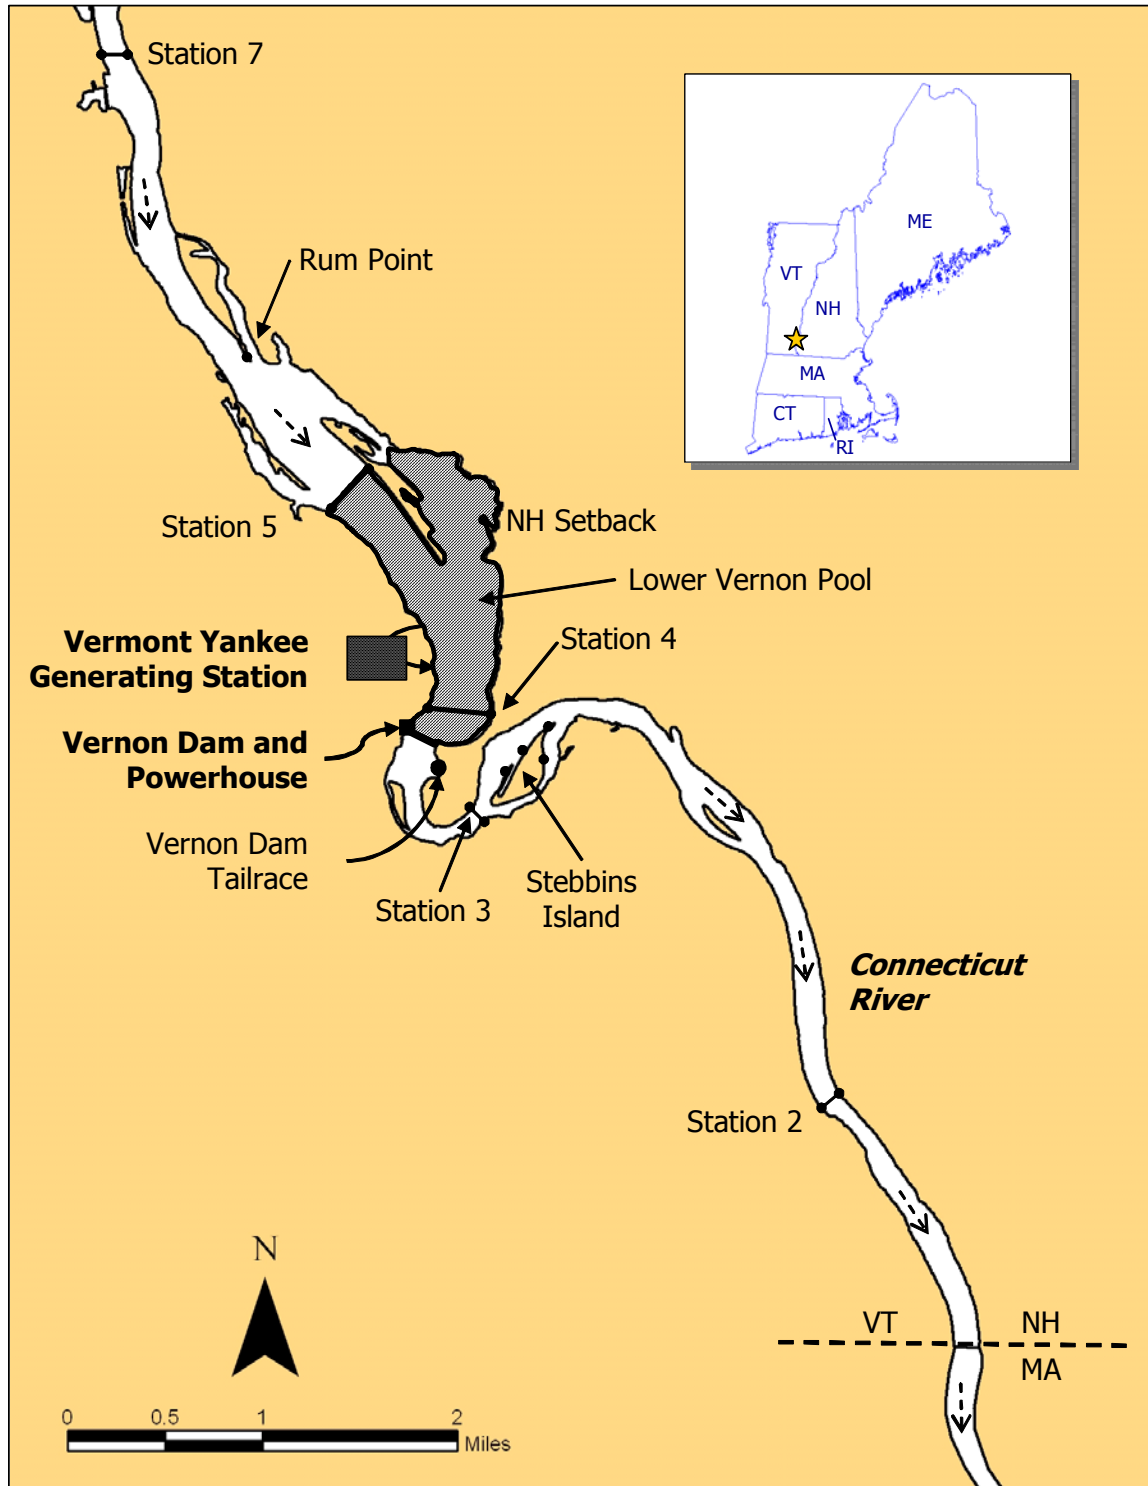 Station 7
ME
VT
NH
Rum Point
MA
CT
RI
Station 5
NH Setback
Lower Vernon Pool
Vermont Yankee
Generating Station
Station 4
Vernon Dam and
Powerhouse
Vernon Dam
Tailrace
Station 3
Stebbins
Island
Connecticut
River
Station 2
N
VT
NH
MA
0 0.5 1 2
Miles